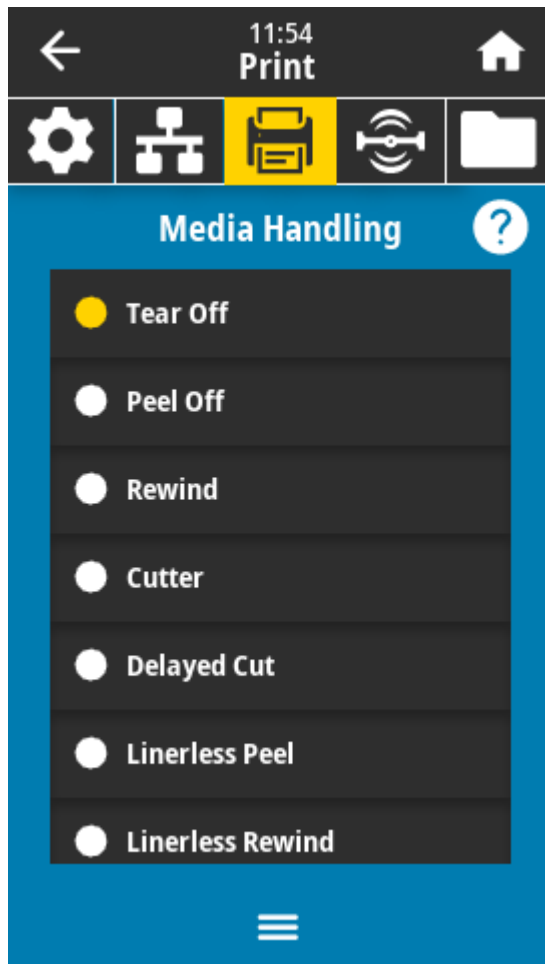 11:54
Print
Media Handling
?
Tear Off
Peel Off
Rewind
Cutter
Delayed Cut
Linerless Peel
Linerless Rewind